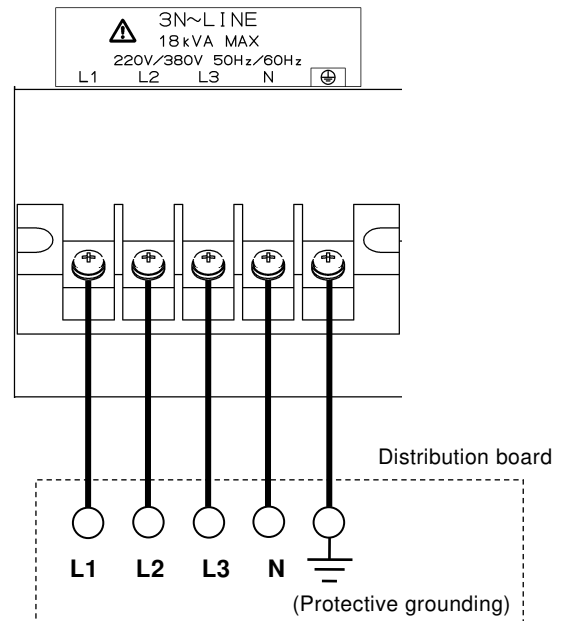 3N~LINE
18kVA MAX
220V/380V 50Hz/60Hz
L1 L2 L3 N
Distribution board
L1 L2 L3 N
(Protective grounding)